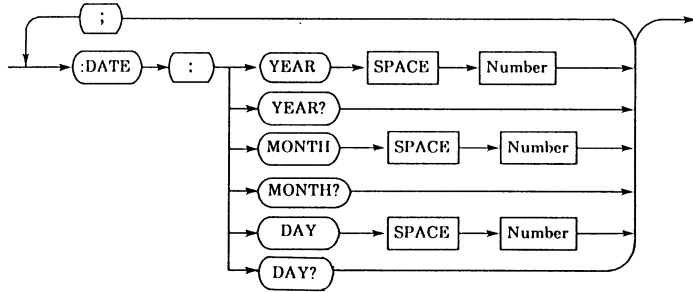 ;
:DATE : YEAR SPACE Number
YEAR?
MONTH SPACE Number
MONTH?
DAY SPACE Number
DAY?